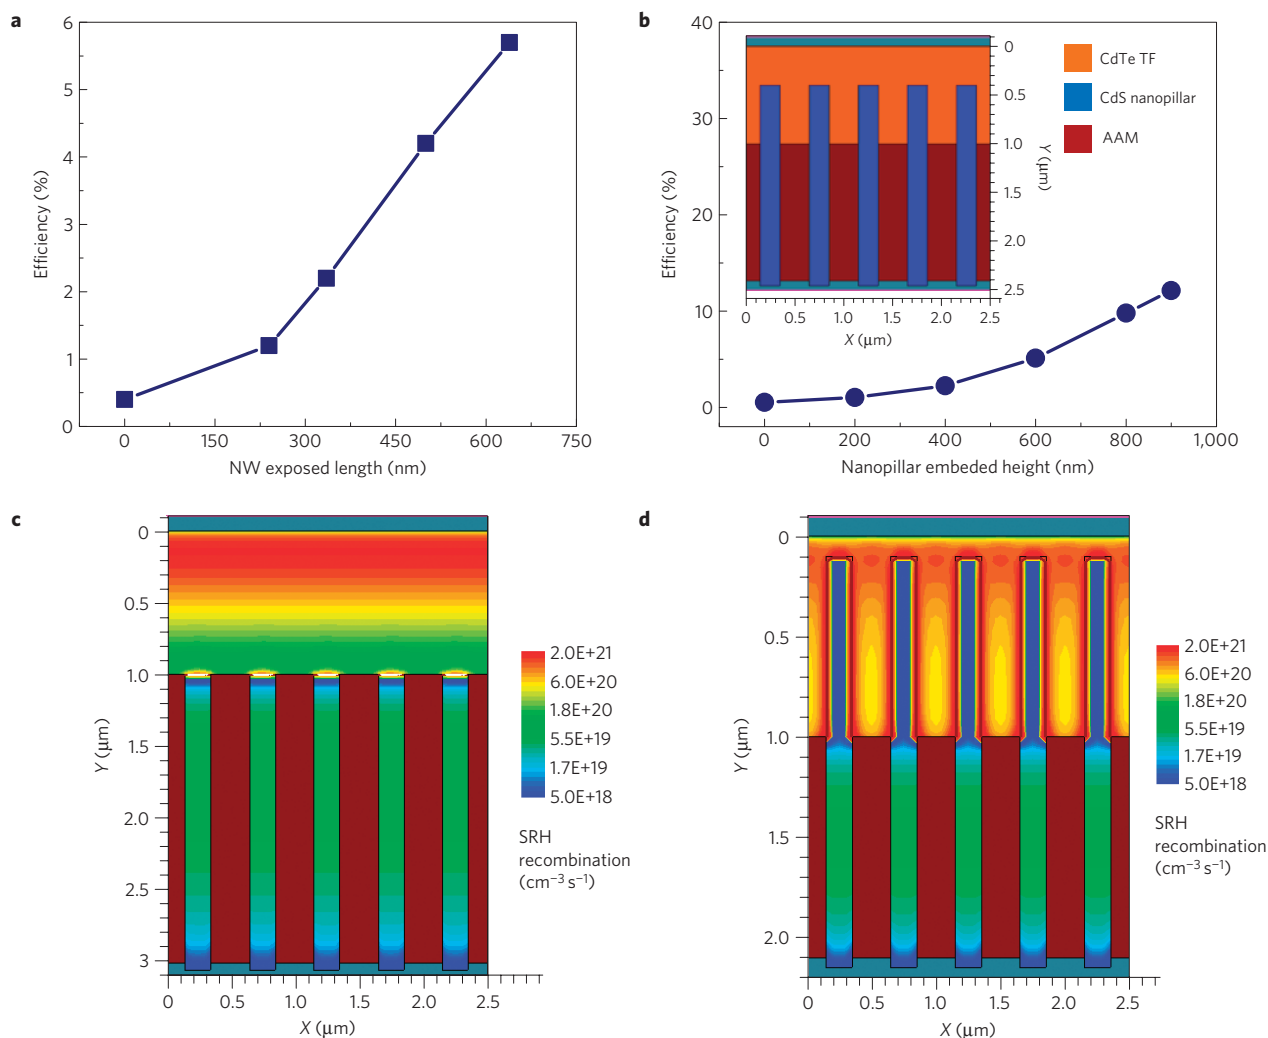 a
6
5
4
3
2
1
0
Efficiency (%)
0 150 300 450 600 750
NW exposed length (nm)
b
40
30
20
10
0
Efficiency (%)
0 200 400 600 800 1,000
Nanopillar embeded height (nm)
0
0.5
1.0
1.5
2.0
2.5
Y (μm)
0 0.5 1.0 1.5 2.0 2.5
X (μm)
CdTe TF
CdS nanopillar
AAM
c
0
0.5
1.0
1.5
2.0
2.5
3
Y (μm)
0 0.5 1.0 1.5 2.0 2.5
X (μm)
2.0E+21
6.0E+20
1.8E+20
5.5E+19
1.7E+19
5.0E+18
SRH
recombination
(cm⁻³ s⁻¹)
d
0
0.5
1.0
1.5
2.0
Y (μm)
0 0.5 1.0 1.5 2.0 2.5
X (μm)
2.0E+21
6.0E+20
1.8E+20
5.5E+19
1.7E+19
5.0E+18
SRH
recombination
(cm⁻³ s⁻¹)